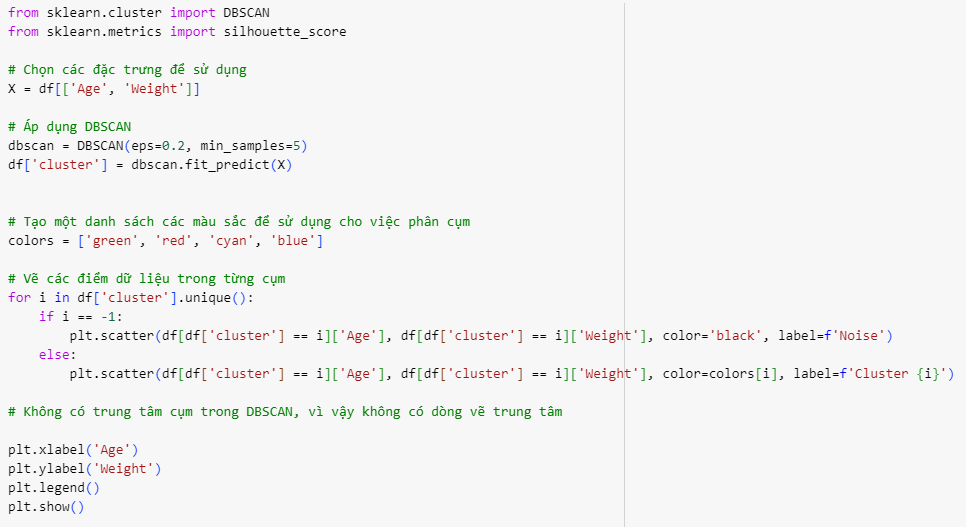 from sklearn.cluster import DBSCAN
from sklearn.metrics import silhouette_score
# Chọn các đặc trưng để sử dụng
X = df[['Age', 'Weight']]
# Áp dụng DBSCAN
dbscan = DBSCAN(eps=0.2, min_samples=5)
df['cluster'] = dbscan.fit_predict(X)
# Tạo một danh sách các màu sắc để sử dụng cho việc phân cụm
colors = ['green', 'red', 'cyan', 'blue']
# Vẽ các điểm dữ liệu trong từng cụm
for i in df['cluster'].unique():
    if i == -1:
        plt.scatter(df[df['cluster'] == i]['Age'], df[df['cluster'] == i]['Weight'], color='black', label=f'Noise')
    else:
        plt.scatter(df[df['cluster'] == i]['Age'], df[df['cluster'] == i]['Weight'], color=colors[i], label=f'Cluster {i}')
# Không có trung tâm cụm trong DBSCAN, vì vậy không có dòng vẽ trung tâm
plt.xlabel('Age')
plt.ylabel('Weight')
plt.legend()
plt.show()